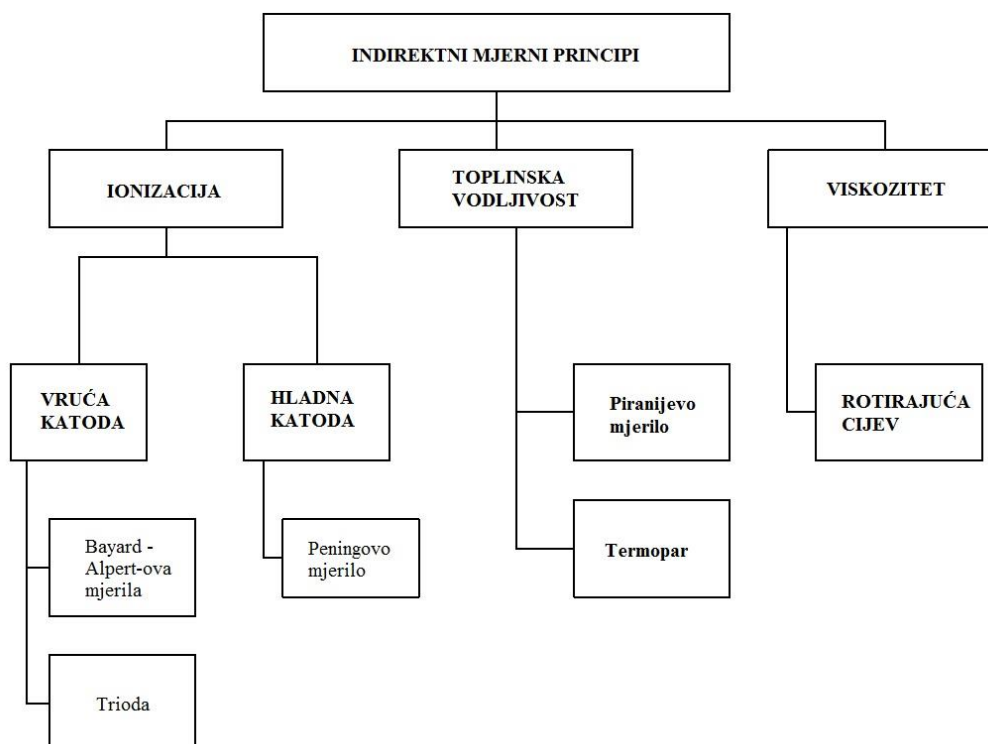 INDIREKTNI MJERNI PRINCIPI
IONIZACIJA
TOPLINSKA
VODLJIVOST
VISKOZITET
VRUĆA
KATODA
HLADNA
KATODA
Piranijevo
mjerilo
ROTIRAJUĆA
CIJEV
Bayard -
Alpert-ova
mjerila
Peningovo
mjerilo
Termopar
Trioda